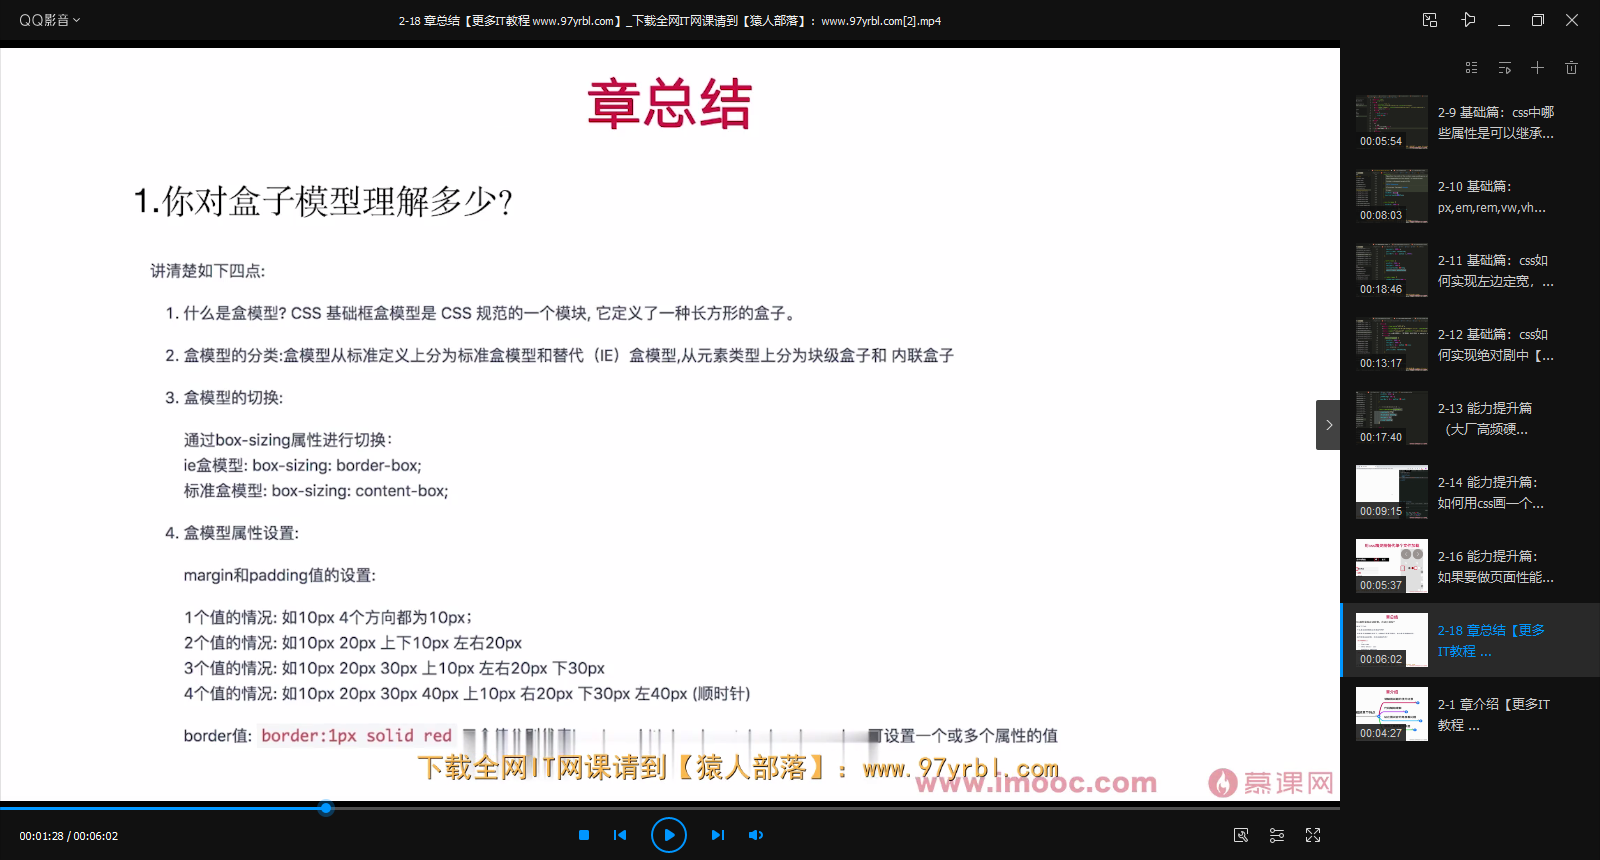 QQ影音
2-18 章总结【更多IT教程 www.97yrbl.com】_下载全网IT网课请到【猿人部落】：www.97yrbl.com[2].mp4
章总结
1.你对盒子模型理解多少?
讲清楚如下四点:
1. 什么是盒模型? CSS 基础框盒模型是 CSS 规范的一个模块, 它定义了一种长方形的盒子。
2. 盒模型的分类:盒模型从标准定义上分为标准盒模型和替代（IE）盒模型,从元素类型上分为块级盒子和 内联盒子
3. 盒模型的切换:
通过box-sizing属性进行切换：
ie盒模型: box-sizing: border-box;
标准盒模型: box-sizing: content-box;
4. 盒模型属性设置:
margin和padding值的设置:
1个值的情况: 如10px 4个方向都为10px；
2个值的情况: 如10px 20px 上下10px 左右20px
3个值的情况: 如10px 20px 30px 上10px 左右20px 下30px
4个值的情况: 如10px 20px 30px 40px 上10px 右20px 下30px 左40px (顺时针)
border值: border:1px solid red 可设置一个或多个属性的值
下载全网IT网课请到【猿人部落】：www.97yrbl.com
www.imooc.com
慕课网
00:01:28 / 00:06:02
00:05:54
2-9 基础篇：css中哪
些属性是可以继承...
00:08:03
2-10 基础篇：
px,em,rem,vw,vh...
00:18:46
2-11 基础篇：css如
何实现左边定宽，...
00:13:17
2-12 基础篇：css如
何实现绝对剧中【...
00:17:40
2-13 能力提升篇
（大厂高频硬...
00:09:15
2-14 能力提升篇：
如何用css画一个...
00:05:37
2-16 能力提升篇：
如果要做页面性能...
00:06:02
2-18 章总结【更多
IT教程 ...
00:04:27
2-1 章介绍【更多IT
教程 ...